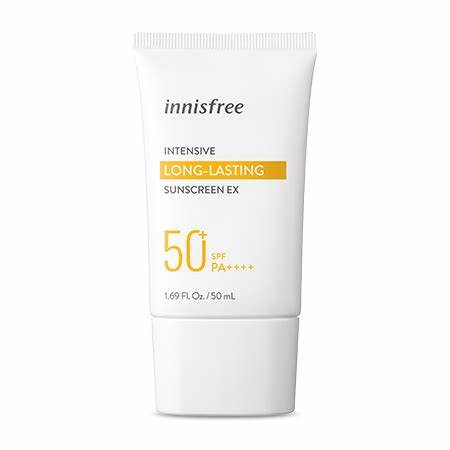 innisfree
INTENSIVE
LONG-LASTING
SUNSCREEN EX
50+ SPF
PA++++
1.69 Fl. Oz. / 50 mL